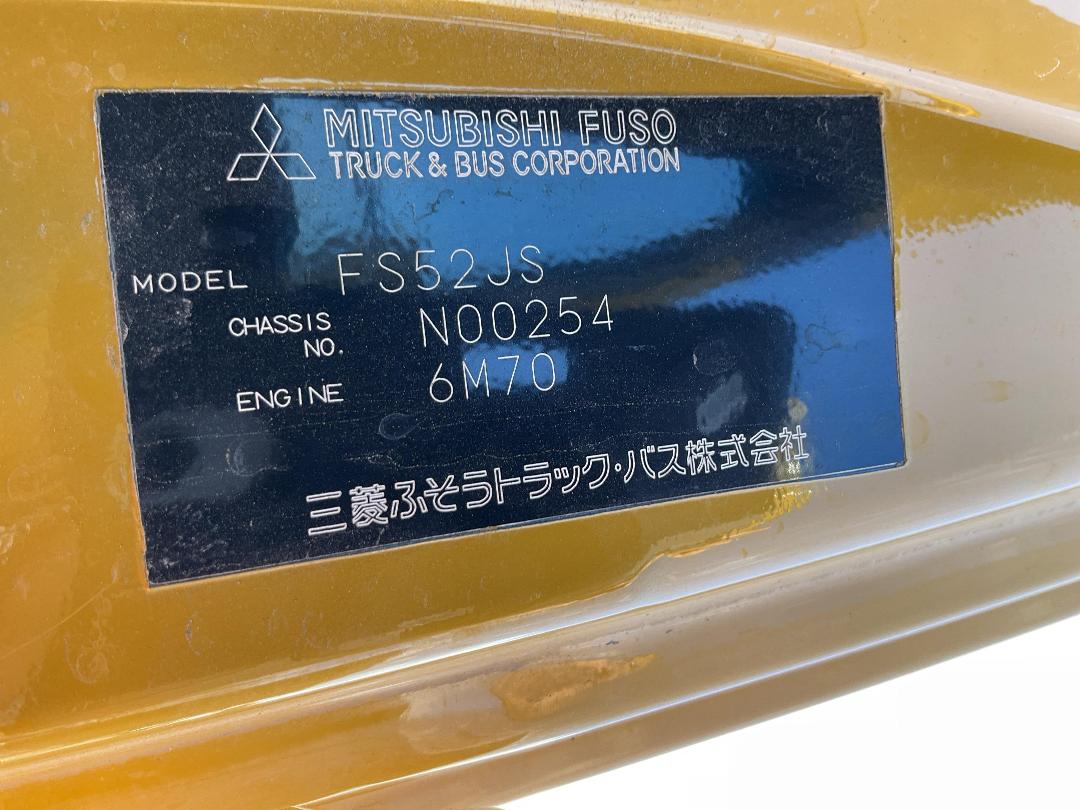 MITSUBISHI FUSO
TRUCK & BUS CORPORATION
MODEL FS52JS
CHASSIS NO. N00254
ENGINE 6M70
三菱ふそうトラック・バス株式会社